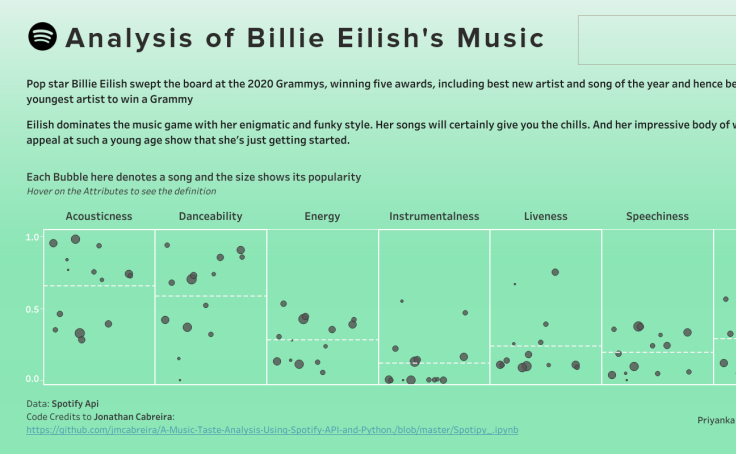 Analysis of Billie Eilish's Music
Pop star Billie Eilish swept the board at the 2020 Grammys, winning five awards, including best new artist and song of the year and hence be
youngest artist to win a Grammy
Eilish dominates the music game with her enigmatic and funky style. Her songs will certainly give you the chills. And her impressive body of w
appeal at such a young age show that she's just getting started.
Each Bubble here denotes a song and the size shows its popularity
Hover on the Attributes to see the definition
Acousticness Danceability Energy Instrumentalness Liveness Speechiness
1.0
0.5
0.0
Data: Spotify Api
Code Credits to Jonathan Cabreira:
https://github.com/jmcabreira/A-Music-Taste-Analysis-Using-Spotify-API-and-Python./blob/master/Spotipy_.ipynb
Priyanka